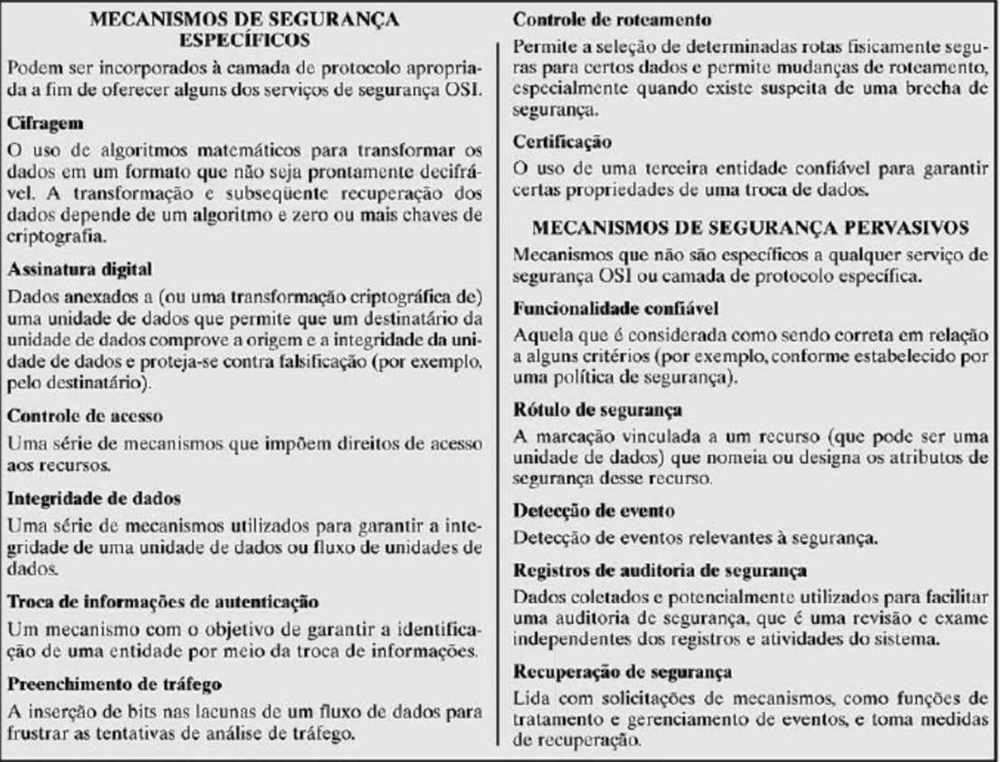 MECANISMOS DE SEGURANÇA
ESPECÍFICOS
Podem ser incorporados à camada de protocolo apropria-
da a fim de oferecer alguns dos serviços de segurança OSI.
Cifragem
O uso de algoritmos matemáticos para transformar os
dados em um formato que não seja prontamente decifrá-
vel. A transformação e subseqüente recuperação dos
dados depende de um algoritmo e zero ou mais chaves de
criptografia.
Assinatura digital
Dados anexados a (ou uma transformação criptográfica de)
uma unidade de dados que permite que um destinatário da
unidade de dados comprove a origem e a integridade da uni-
dade de dados e proteja-se contra falsificação (por exemplo,
pelo destinatário).
Controle de acesso
Uma série de mecanismos que impõem direitos de acesso
aos recursos.
Integridade de dados
Uma série de mecanismos utilizados para garantir a inte-
gridade de uma unidade de dados ou fluxo de unidades de
dados.
Troca de informações de autenticação
Um mecanismo com o objetivo de garantir a identifica-
ção de uma entidade por meio da troca de informações.
Preenchimento de tráfego
A inserção de bits nas lacunas de um fluxo de dados para
frustrar as tentativas de análise de tráfego.
Controle de roteamento
Permite a seleção de determinadas rotas fisicamente segu-
ras para certos dados e permite mudanças de roteamento,
especialmente quando existe suspeita de uma brecha de
segurança.
Certificação
O uso de uma terceira entidade confiável para garantir
certas propriedades de uma troca de dados.
MECANISMOS DE SEGURANÇA PERVASIVOS
Mecanismos que não são específicos a qualquer serviço de
segurança OSI ou camada de protocolo específica.
Funcionalidade confiável
Aquela que é considerada como sendo correta em relação
a alguns critérios (por exemplo, conforme estabelecido por
uma política de segurança).
Rótulo de segurança
A marcação vinculada a um recurso (que pode ser uma
unidade de dados) que nomeia ou designa os atributos de
segurança desse recurso.
Detecção de evento
Detecção de eventos relevantes à segurança.
Registros de auditoria de segurança
Dados coletados e potencialmente utilizados para facilitar
uma auditoria de segurança, que é uma revisão e exame
independentes dos registros e atividades do sistema.
Recuperação de segurança
Lida com solicitações de mecanismos, como funções de
tratamento e gerenciamento de eventos, e toma medidas
de recuperação.